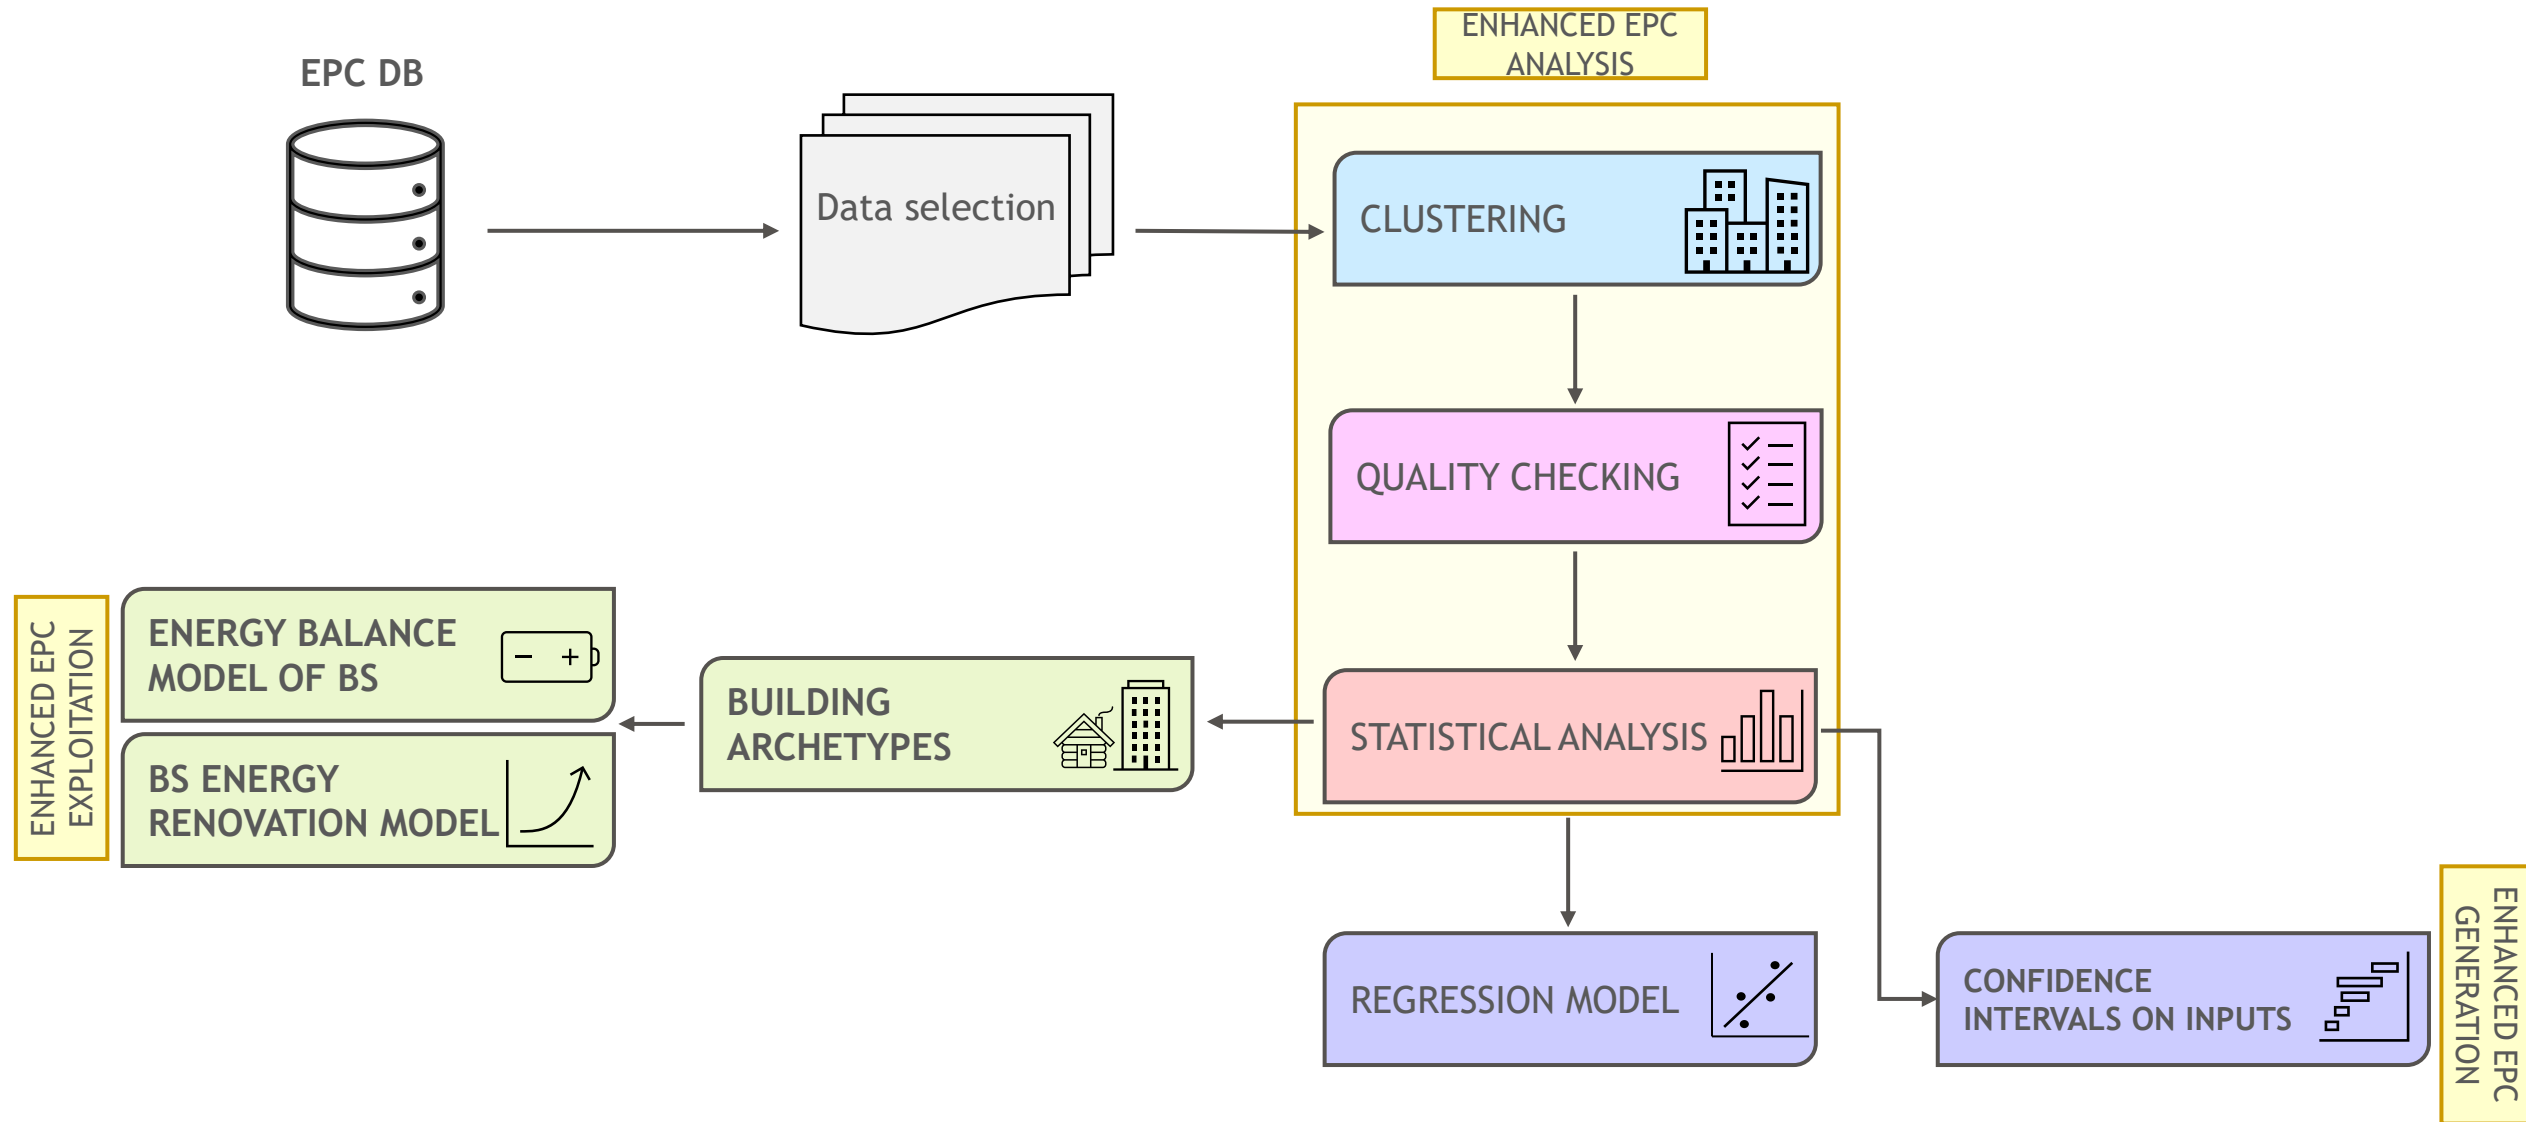 ENHANCED EPC
ANALYSIS
EPC DB
Data selection
CLUSTERING
QUALITY CHECKING
STATISTICAL ANALYSIS
BUILDING
ARCHETYPES
ENERGY BALANCE
MODEL OF BS
BS ENERGY
RENOVATION MODEL
ENHANCED EPC
EXPLOITATION
REGRESSION MODEL
CONFIDENCE
INTERVALS ON INPUTS
ENHANCED EPC
GENERATION